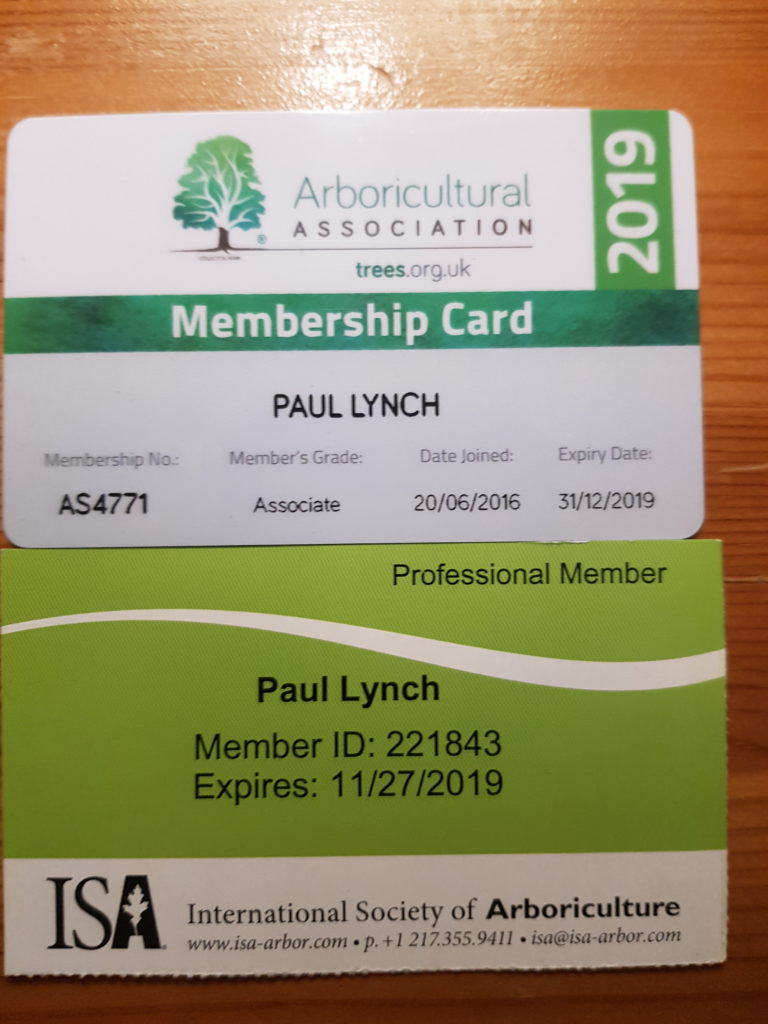 Arboricultural
ASSOCIATION
trees.org.uk
2019
Membership Card
PAUL LYNCH
Membership No.: Member's Grade: Date Joined: Expiry Date:
AS4771 Associate 20/06/2016 31/12/2019
Professional Member
Paul Lynch
Member ID: 221843
Expires: 11/27/2019
ISA
International Society of Arboriculture
www.isa-arbor.com • p. +1 217.355.9411 • isa@isa-arbor.com